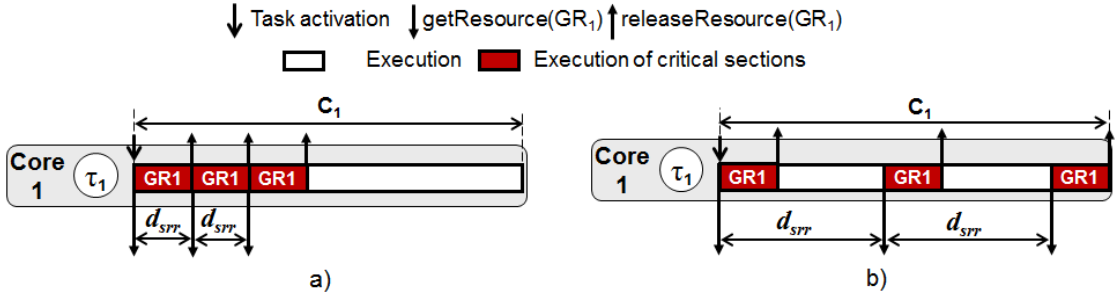 Task activation getResource(GR1) releaseResource(GR1)
Execution Execution of critical sections
C1 C1
Core 1 τ1 GR1 GR1 GR1 Core 1 τ1 GR1 GR1 GR1
dsrr dsrr dsrr dsrr
a) b)